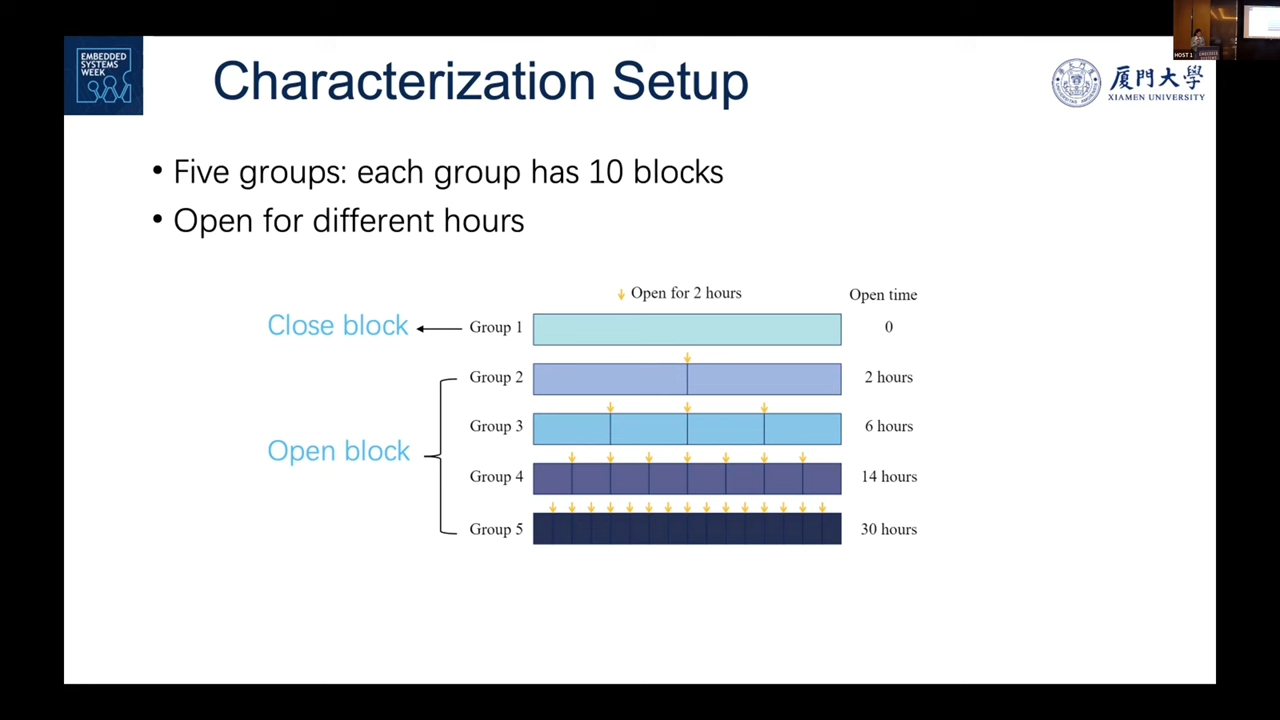 HOST 1
EMBEDDED
SYSTEMS
WEEK
Characterization Setup
厦門大學
XIAMEN UNIVERSITY
• Five groups: each group has 10 blocks
• Open for different hours
Open for 2 hours
Open time
Close block
Group 1
0
Group 2
2 hours
Group 3
6 hours
Open block
Group 4
14 hours
Group 5
30 hours